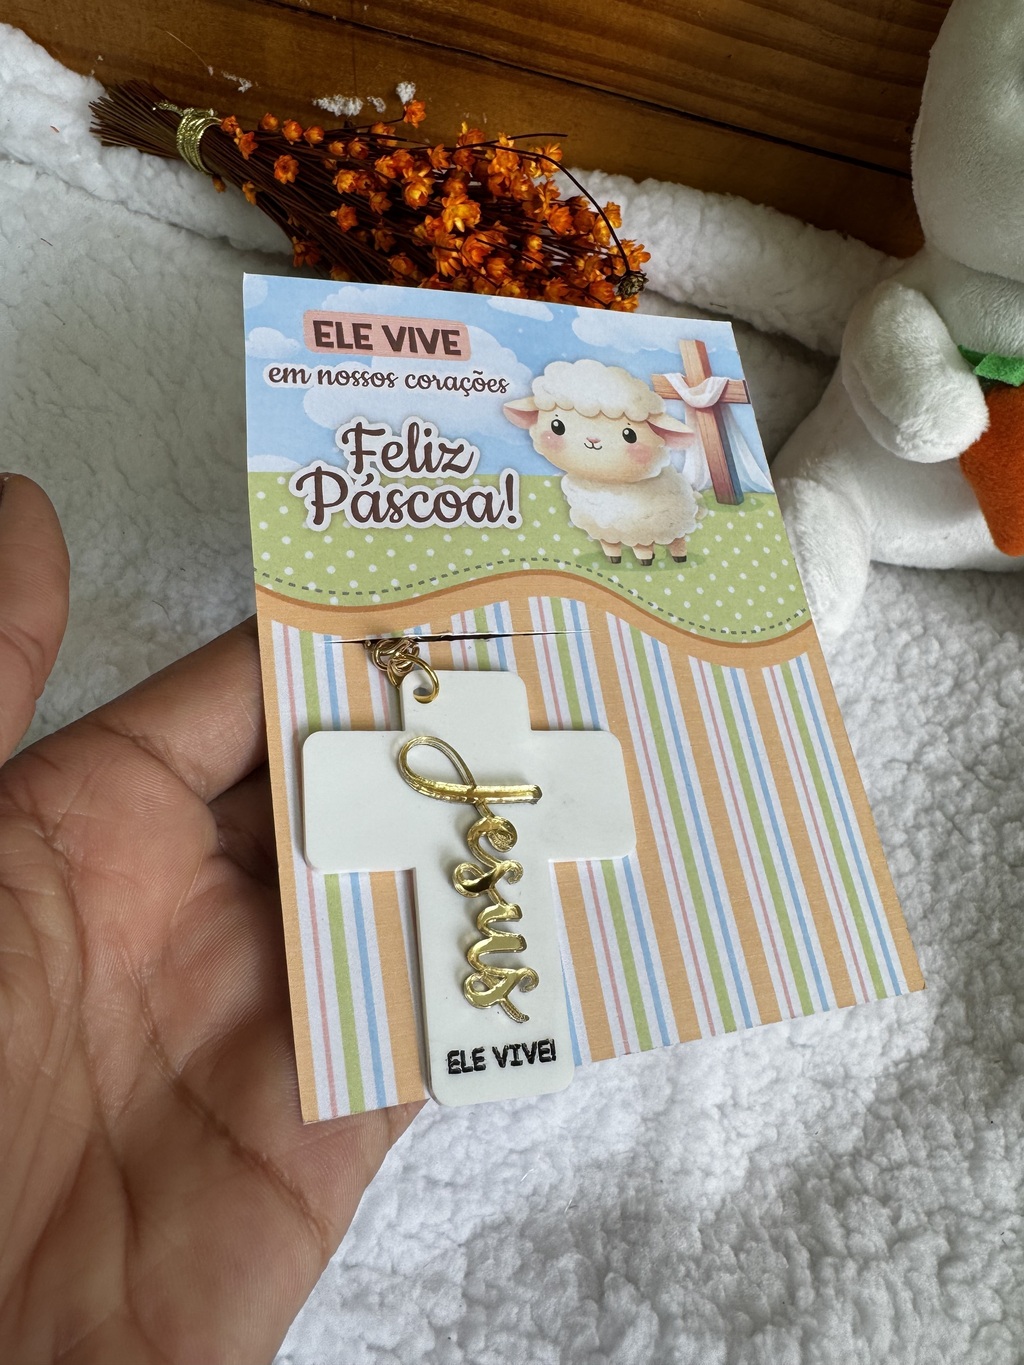 ELE VIVE
em nossos corações
Feliz
Páscoa!
Jesus
ELE VIVE!